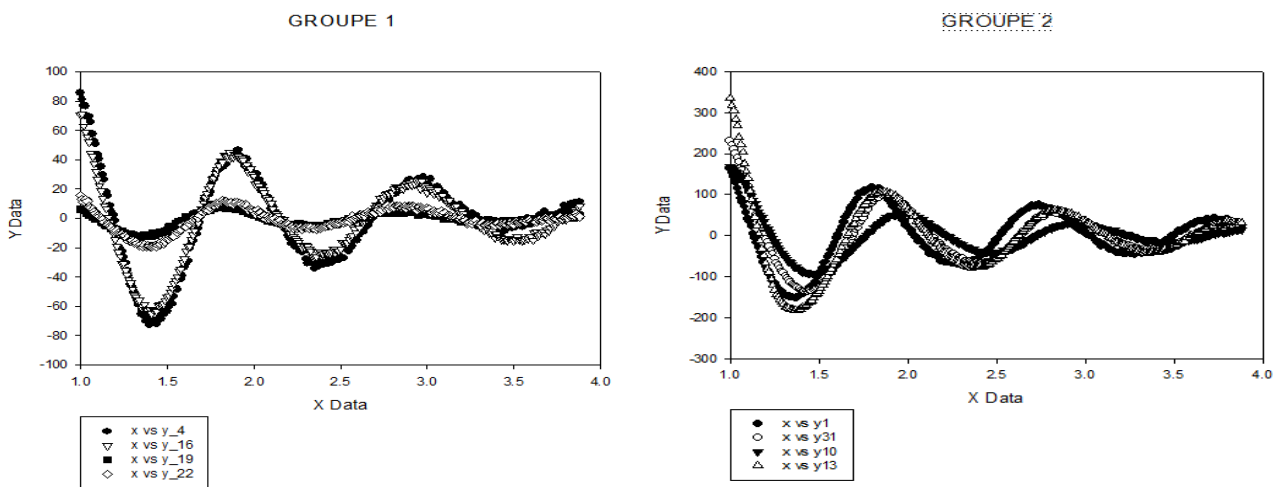 GROUPE 1
100
80
60
40
20
0
-20
-40
-60
-80
-100
Y Data
1.0 1.5 2.0 2.5 3.0 3.5 4.0
X Data
x vs y_4
x vs y_16
x vs y_19
x vs y_22
GROUPE 2
400
300
200
100
0
-100
-200
-300
Y Data
1.0 1.5 2.0 2.5 3.0 3.5 4.0
X Data
x vs y1
x vs y31
x vs y10
x vs y13